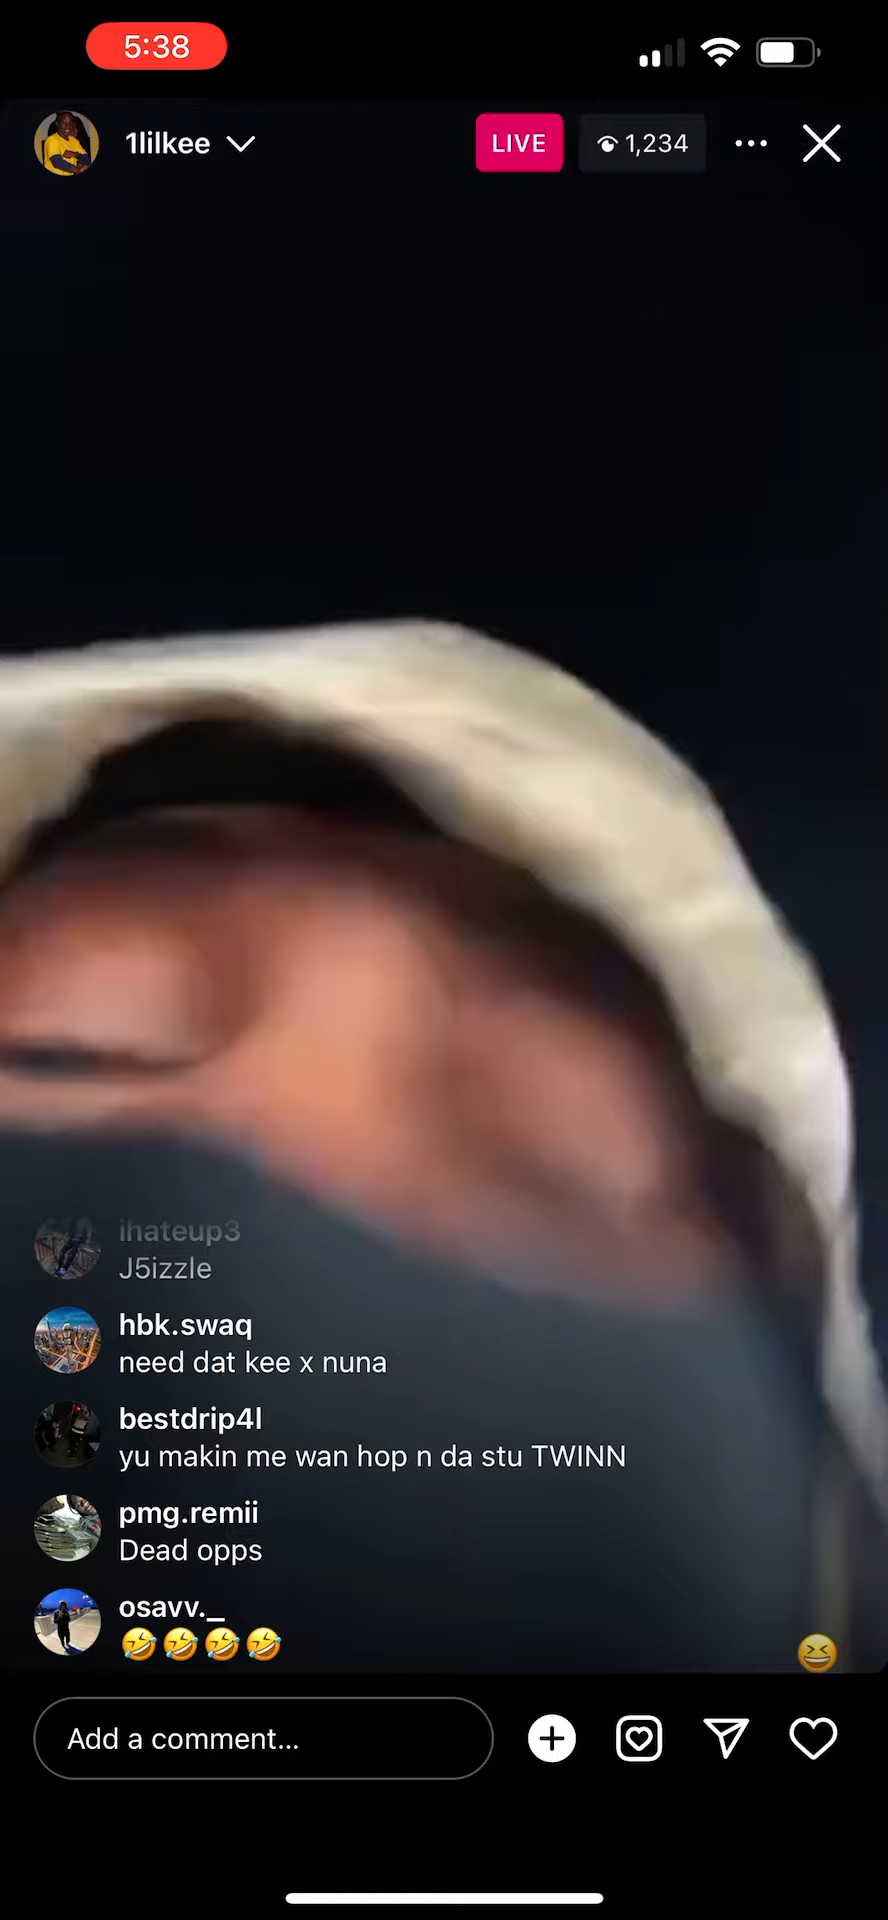 5:38
1lilkee
LIVE
1,234
ihateup3
J5izzle
hbk.swaq
need dat kee x nuna
bestdrip4l
yu makin me wan hop n da stu TWINN
pmg.remii
Dead opps
osavv._
🤣🤣🤣🤣
Add a comment...